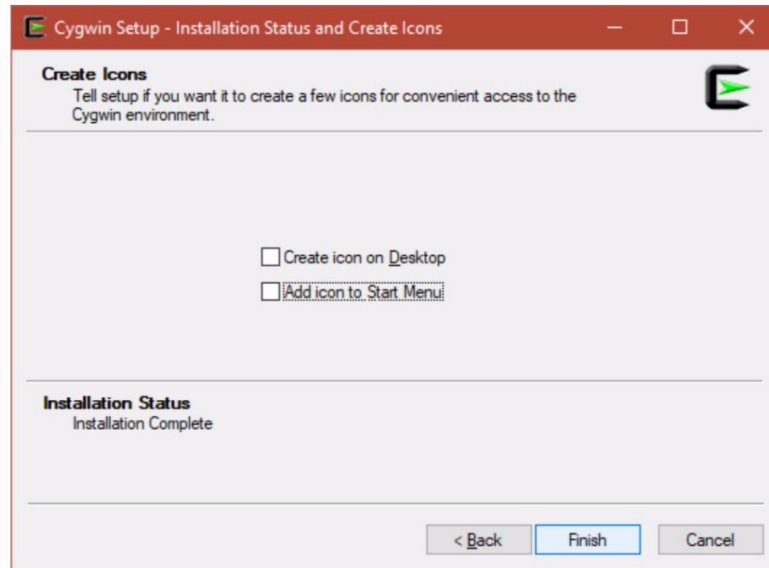 Cygwin Setup - Installation Status and Create Icons
Create Icons
Tell setup if you want it to create a few icons for convenient access to the
Cygwin environment.
Create icon on Desktop
Add icon to Start Menu
Installation Status
Installation Complete
< Back Finish Cancel